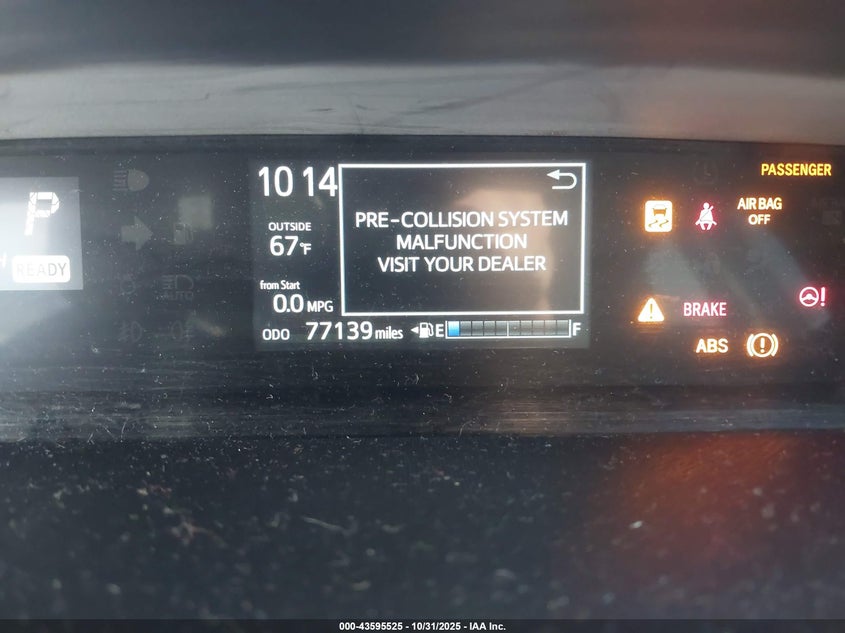 P
READY
10 14
OUTSIDE
67°F
from Start
0.0 MPG
ODO 77139 miles
PRE-COLLISION SYSTEM
MALFUNCTION
VISIT YOUR DEALER
E F
PASSENGER
AIR BAG
OFF
BRAKE
ABS
AUTO
000-43595525 - 10/31/2025 - IAA Inc.